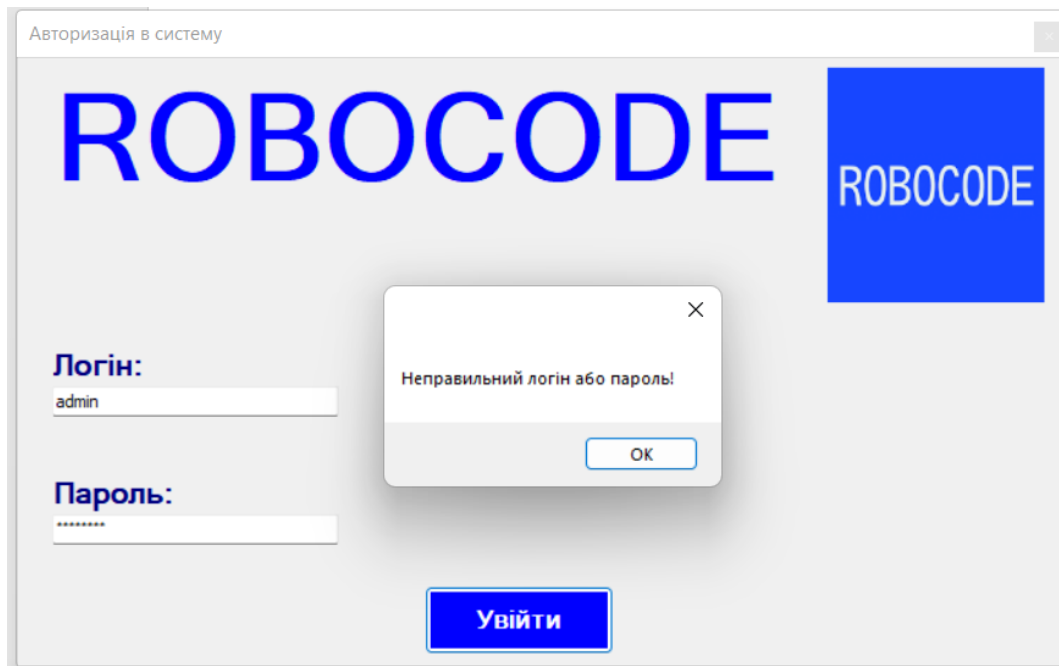 Авторизація в систему
ROBOCODE
ROBOCODE
Неправильний логін або пароль!
OK
Логін:
admin
Пароль:
********
Увійти